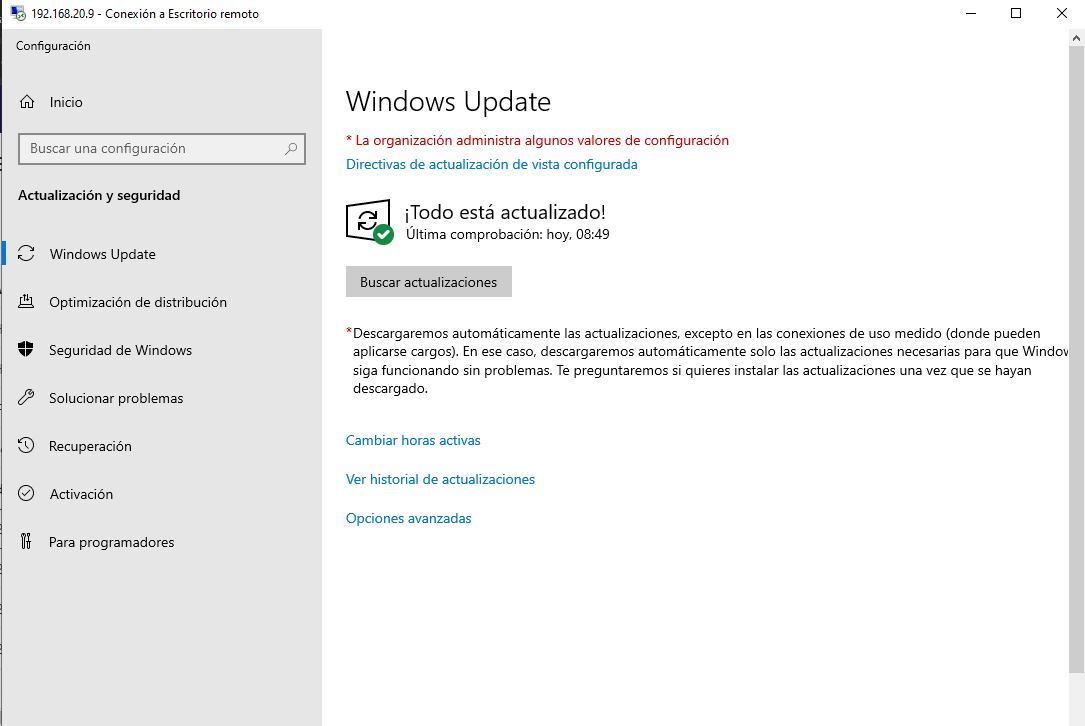 192.168.20.9 - Conexión a Escritorio remoto
Configuración
Inicio
Buscar una configuración
Actualización y seguridad
Windows Update
Optimización de distribución
Seguridad de Windows
Solucionar problemas
Recuperación
Activación
Para programadores
Windows Update
* La organización administra algunos valores de configuración
Directivas de actualización de vista configurada
¡Todo está actualizado!
Última comprobación: hoy, 08:49
Buscar actualizaciones
*Descargaremos automáticamente las actualizaciones, excepto en las conexiones de uso medido (donde pueden
aplicarse cargos). En ese caso, descargaremos automáticamente solo las actualizaciones necesarias para que Window
siga funcionando sin problemas. Te preguntaremos si quieres instalar las actualizaciones una vez que se hayan
descargado.
Cambiar horas activas
Ver historial de actualizaciones
Opciones avanzadas